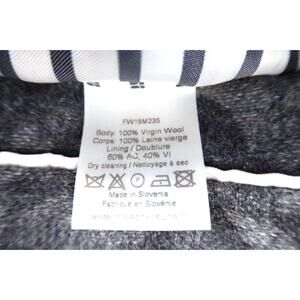 FW15M235
Body: 100% Virgin Wool
Corps: 100% Laine vierge
Lining / Doublure
60% AC, 40% VI
Dry cleaning / Nettoyage à sec
Made in Slovenia
Fabriqué en Slovénie